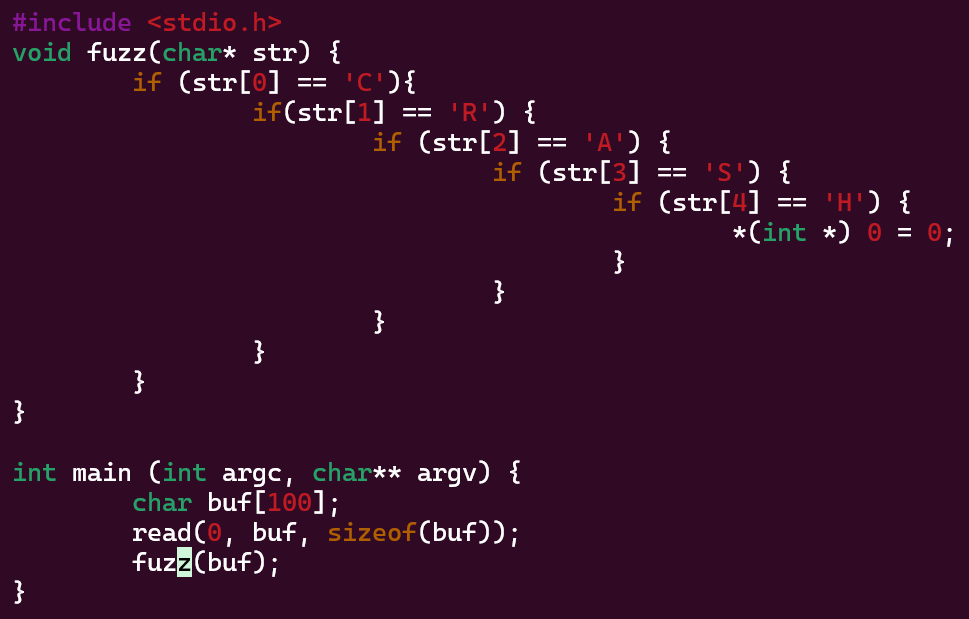 #include <stdio.h>
void fuzz(char* str) {
        if (str[0] == 'C'){
                if(str[1] == 'R') {
                        if (str[2] == 'A') {
                                if (str[3] == 'S') {
                                        if (str[4] == 'H') {
                                                *(int *) 0 = 0;
                                        }
                                }
                        }
                }
        }
}

int main (int argc, char** argv) {
        char buf[100];
        read(0, buf, sizeof(buf));
        fuzz(buf);
}